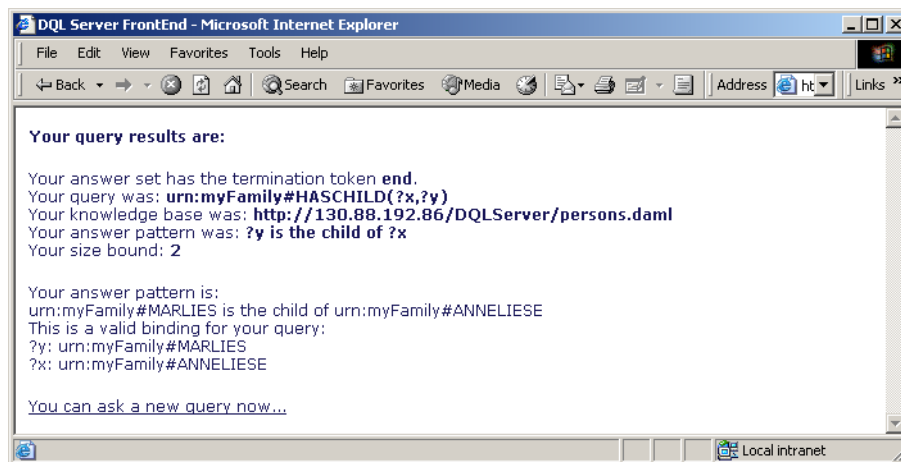 DQL Server FrontEnd - Microsoft Internet Explorer
File Edit View Favorites Tools Help
Back Search Favorites Media Address ht Links »
Your query results are:
Your answer set has the termination token end.
Your query was: urn:myFamily#HASCHILD(?x,?y)
Your knowledge base was: http://130.88.192.86/DQLServer/persons.daml
Your answer pattern was: ?y is the child of ?x
Your size bound: 2
Your answer pattern is:
urn:myFamily#MARLIES is the child of urn:myFamily#ANNELIESE
This is a valid binding for your query:
?y: urn:myFamily#MARLIES
?x: urn:myFamily#ANNELIESE
You can ask a new query now...
Local intranet